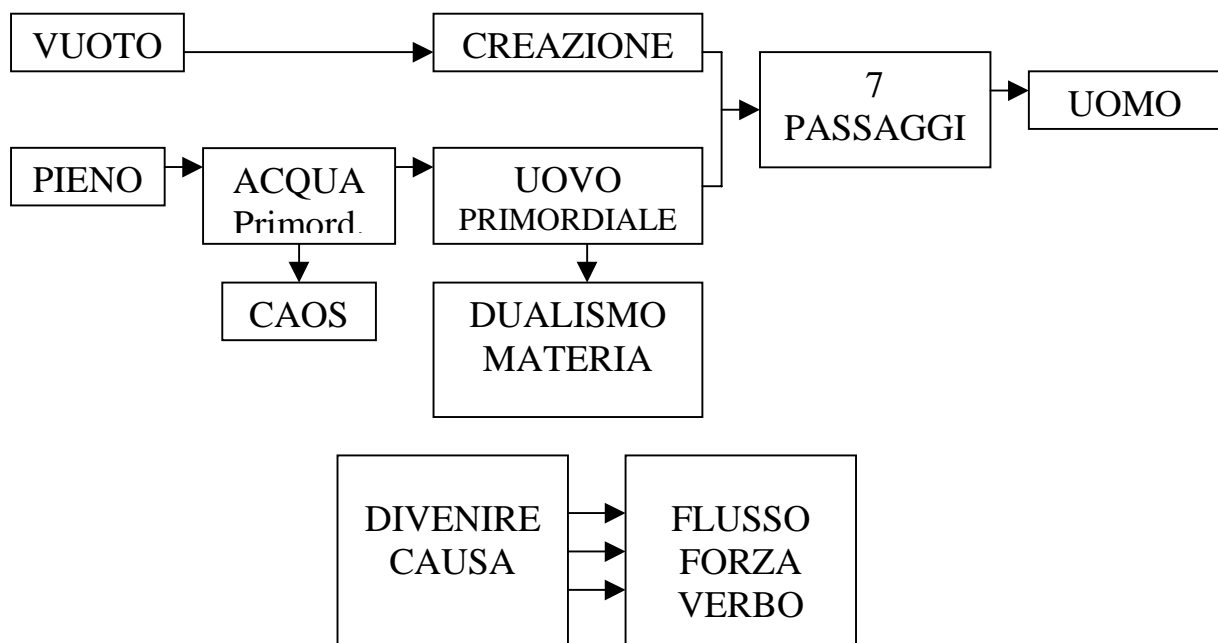 VUOTO
CREAZIONE
7
PASSAGGI
UOMO
PIENO
ACQUA
Primord.
UOVO
PRIMORDIALE
CAOS
DUALISMO
MATERIA
DIVENIRE
CAUSA
FLUSSO
FORZA
VERBO